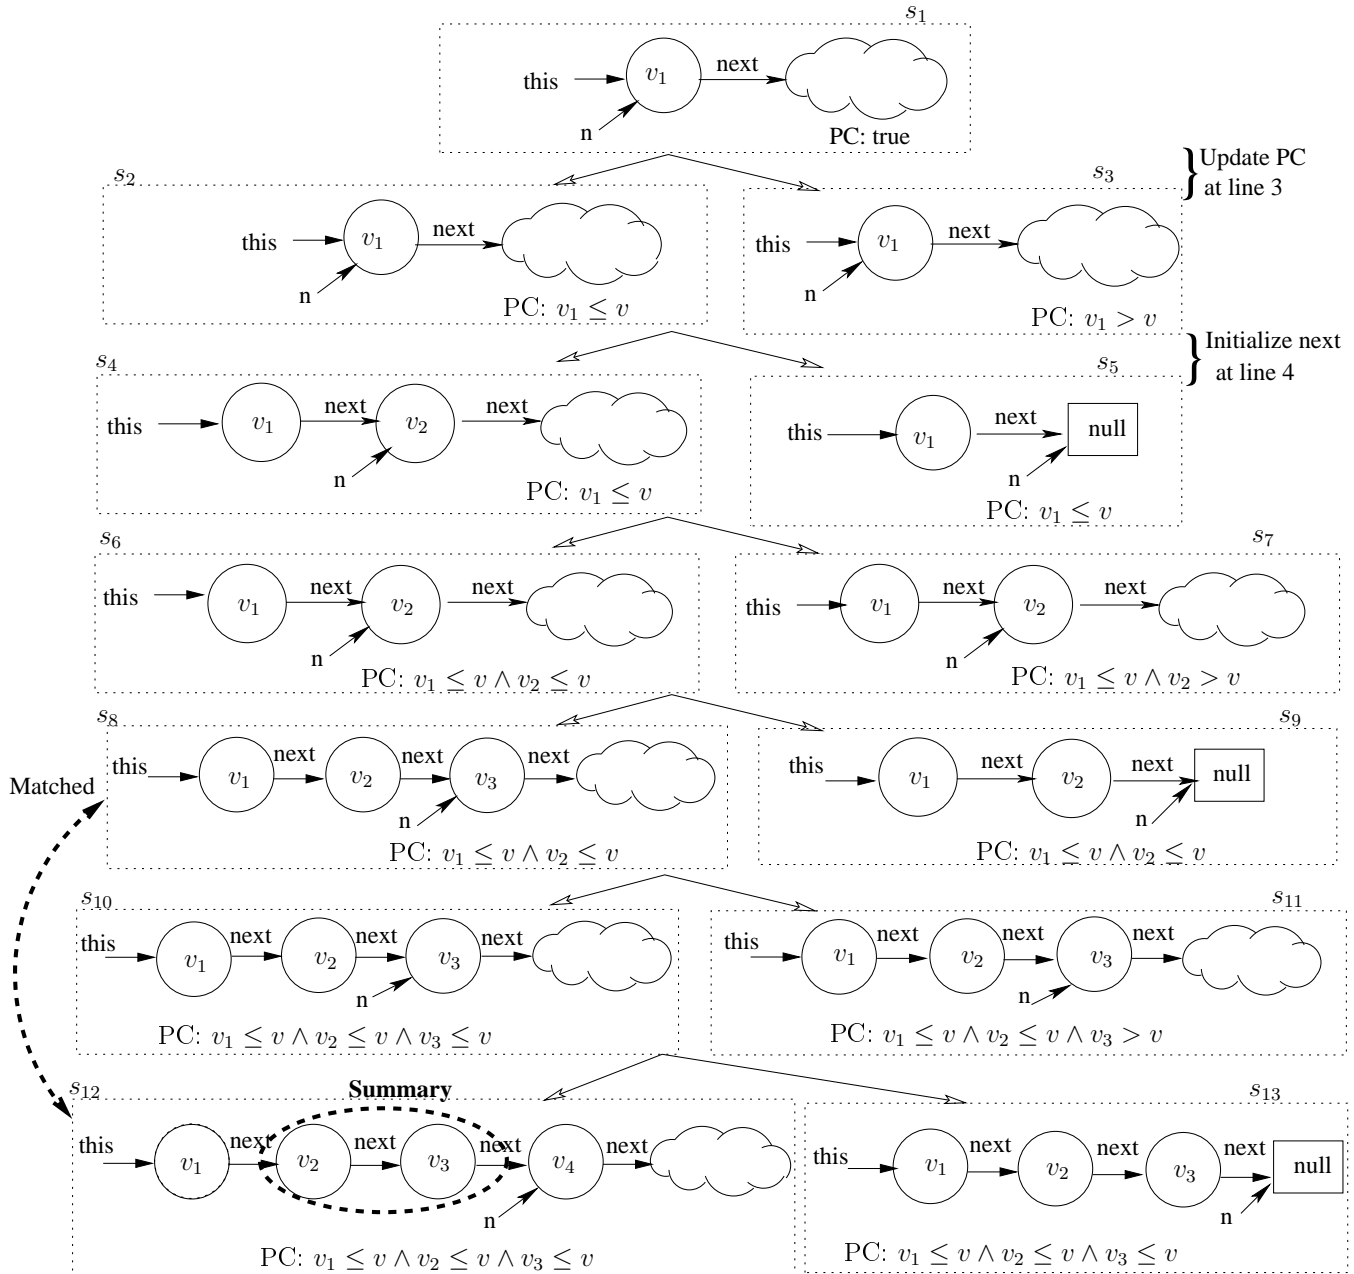 s₁
this v₁ next
n
PC: true
Update PC
at line 3
s₂
this v₁ next
n
PC: v₁ ≤ v
s₃
this v₁ next
n
PC: v₁ > v
Initialize next
at line 4
s₄
this v₁ next v₂ next
n
PC: v₁ ≤ v
s₅
this v₁ next null
n
PC: v₁ ≤ v
s₆
this v₁ next v₂ next
n
PC: v₁ ≤ v ∧ v₂ ≤ v
s₇
this v₁ next v₂ next
n
PC: v₁ ≤ v ∧ v₂ > v
Matched
s₈
this v₁ next v₂ next v₃ next
n
PC: v₁ ≤ v ∧ v₂ ≤ v
s₉
this v₁ next v₂ next null
n
PC: v₁ ≤ v ∧ v₂ ≤ v
s₁₀
this v₁ next v₂ next v₃ next
n
PC: v₁ ≤ v ∧ v₂ ≤ v ∧ v₃ ≤ v
s₁₁
this v₁ next v₂ next v₃ next
n
PC: v₁ ≤ v ∧ v₂ ≤ v ∧ v₃ > v
s₁₂
Summary
this v₁ next v₂ next v₃ next v₄ next
n
PC: v₁ ≤ v ∧ v₂ ≤ v ∧ v₃ ≤ v
s₁₃
this v₁ next v₂ next v₃ next null
n
PC: v₁ ≤ v ∧ v₂ ≤ v ∧ v₃ ≤ v